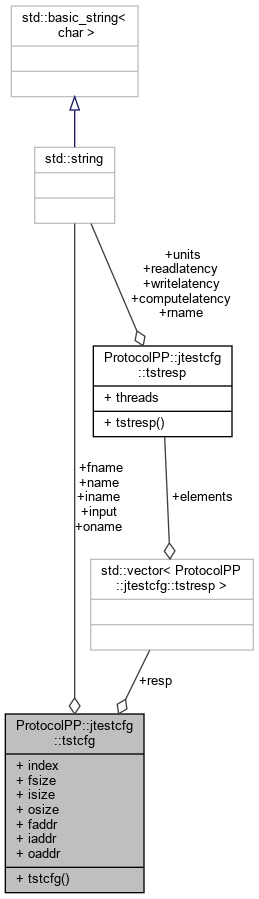 std::basic_string<
char >
std::string
+units
+readlatency
+writelatency
+computelatency
+rname
ProtocolPP::jtestcfg
::tstresp
+ threads
+ tstresp()
+fname
+name
+iname
+input
+oname
+elements
std::vector< ProtocolPP
::jtestcfg::tstresp >
+resp
ProtocolPP::jtestcfg
::tstcfg
+ index
+ fsize
+ isize
+ osize
+ faddr
+ iaddr
+ oaddr
+ tstcfg()